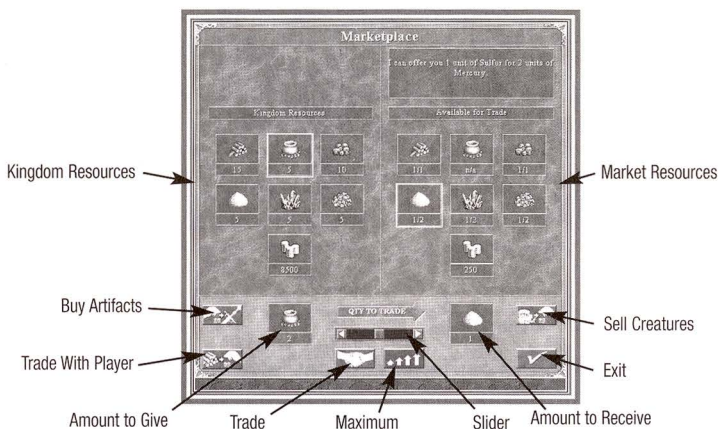 Marketplace
I can offer you 1 unit of Sulfur for 2 units of
Mercury.
Kingdom Resources
Available for Trade
15
5
10
1/1
n/a
1/1
Kingdom Resources
Market Resources
5
5
5
1/2
1/3
1/2
8500
250
Buy Artifacts
QTY TO TRADE
Sell Creatures
2
1
Trade With Player
Exit
Amount to Give
Trade
Maximum
Slider
Amount to Receive